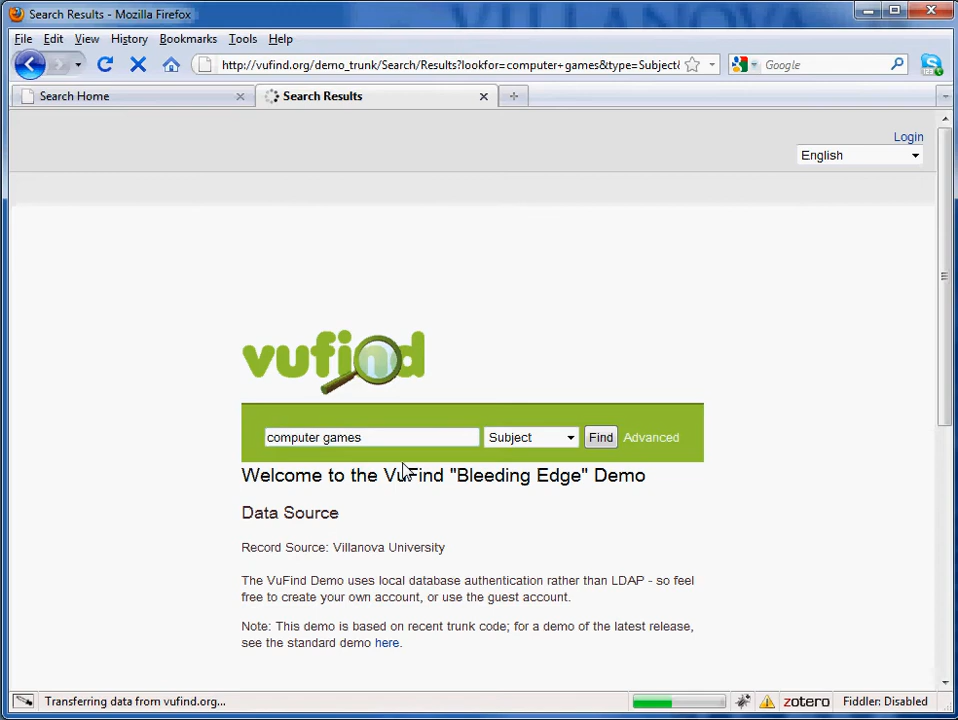 VILLANOVA
Search Results - Mozilla Firefox
File Edit View History Bookmarks Tools Help
http://vufind.org/demo_trunk/Search/Results?lookfor=computer+games&type=Subject&
Google
Search Home
Search Results
Login
English
vufind
computer games
Subject
Find
Advanced
Welcome to the VuFind "Bleeding Edge" Demo
Data Source
Record Source: Villanova University
The VuFind Demo uses local database authentication rather than LDAP - so feel
free to create your own account, or use the guest account.
Note: This demo is based on recent trunk code; for a demo of the latest release,
see the standard demo here.
Transferring data from vufind.org...
zotero
Fiddler: Disabled